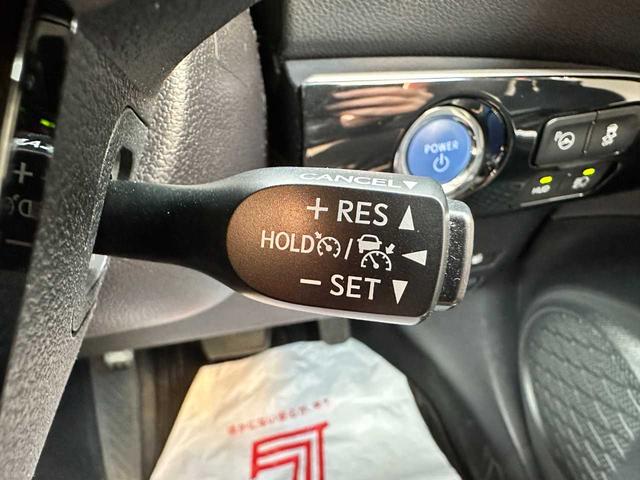 CANCEL
+ RES
HOLD /
− SET
POWER
HUD
+
−